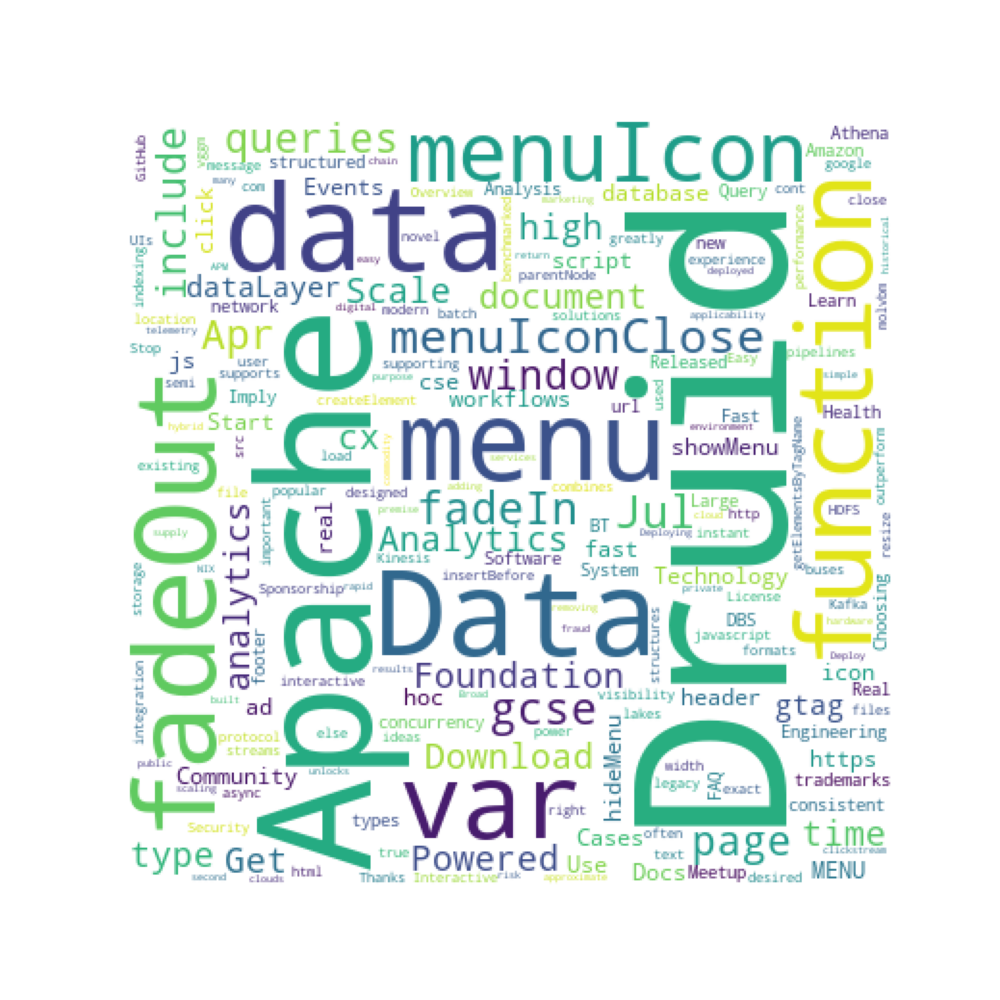 GitHub
include
vggm
queries
message
structured
chain
menuIcon
Athena
Amazon
google
close
many
com
click
Events
Overview
Analysis
marketing
database
Query
cont
data
novel
benchmarked
high
greatly
Druid
new
experience
deployed
function
performance
historical
UIs
indexing
APM
easy
return
parentNode
script
dataLayer
Scale
document
solutions
applicability
Learn
molvbm
network
digital
modern
batch
location
telemetry
Apr
Apache
menuIconClose
Released
Easy
pipelines
Stop
js
user
supports
supporting
window
semi
Imply
purpose
cse
workflows
url
used
simple
fadeOut
hybrid
src
Start
createElement
menu
Fast
Health
environment
showMenu
getElementsByTagName
outperform
existing
cx
load
commodity
services
file
popular
designed
adding
combines
fadeIn
Jul
Large
cloud
http
HDFS
resize
analytics
important
real
premise
Analytics
BT
Deploying
instant
supply
storage
NIX
Kinesis
Software
fast
System
Technology
buses
Choosing
Sponsorship
rapid
insertBefore
private
License
Kafka
hardware
Data
removing
DBS
javascript
formats
Deploy
fraud
structures
integration
footer
interactive
results
Foundation
icon
Real
files
built
ad
hoc
Broad
gcse
visibility
header
lakes
gtag
Engineering
protocol
streams
else
concurrency
ideas
power
hideMenu
public
Community
unlocks
Download
width
legacy
FAQ
exact
https
trademarks
scaling
async
var
right
consistent
Security
types
Cases
often
page
time
clickstream
type
Get
true
Powered
Use
text
second
clouds
html
Thanks
Interactive
risk
approximate
Docs
Meetup
desired
MENU